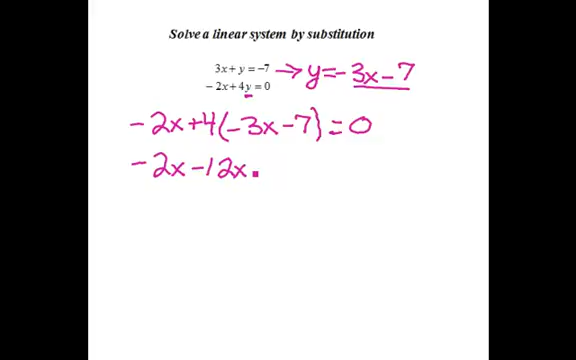 Solve a linear system by substitution
3x + y = -7 → y = -3x - 7
-2x + 4y = 0
-2x + 4(-3x - 7) = 0
-2x - 12x